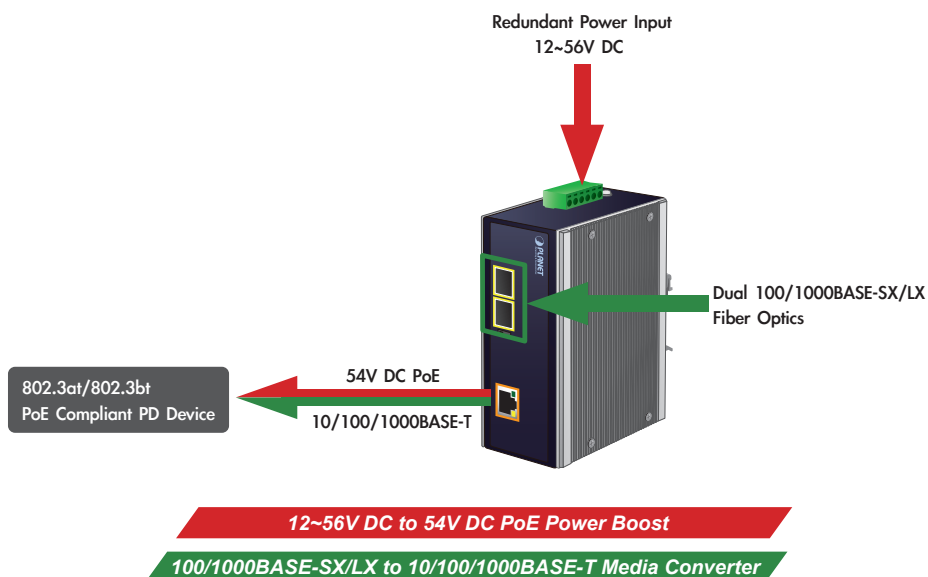 Redundant Power Input
12~56V DC
PLANET
Dual 100/1000BASE-SX/LX
Fiber Optics
54V DC PoE
802.3at/802.3bt
PoE Compliant PD Device
10/100/1000BASE-T
12~56V DC to 54V DC PoE Power Boost
100/1000BASE-SX/LX to 10/100/1000BASE-T Media Converter